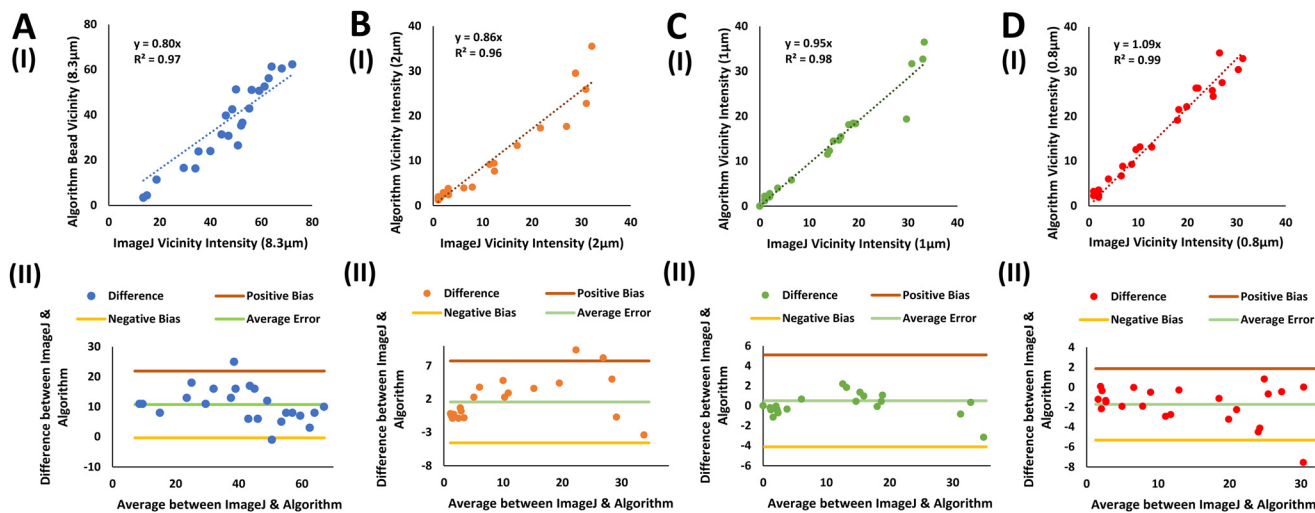 A
(I)
Algorithm Bead Vicinity (8.3µm)
80
60
40
20
0
y = 0.80x
R² = 0.97
0 20 40 60 80
ImageJ Vicinity Intensity (8.3µm)
B
(I)
Algorithm Vicinity Intensity (2µm)
40
30
20
10
0
y = 0.86x
R² = 0.96
0 10 20 30 40
ImageJ Vicinity Intensity (2µm)
C
(I)
Algorithm Vicinity Intensity (1µm)
40
30
20
10
0
y = 0.95x
R² = 0.98
0 10 20 30 40
ImageJ Vicinity Intensity (1µm)
D
(I)
Algorithm Vicinity Intensity (0.8µm)
40
30
20
10
0
y = 1.09x
R² = 0.99
0 10 20 30 40
ImageJ Vicinity Intensity (0.8µm)
(II)
Difference between ImageJ &
Algorithm
Difference Positive Bias
Negative Bias Average Error
30
20
10
0
-10
0 20 40 60
Average between ImageJ & Algorithm
(II)
Difference between ImageJ &
Algorithm
Difference Positive Bias
Negative Bias Average Error
7
2
-3
-8
0 10 20 30
Average between ImageJ & Algorithm
(II)
Difference between ImageJ &
Algorithm
Difference Positive Bias
Negative Bias Average Error
6
4
2
0
-2
-4
-6
0 10 20 30
Average between ImageJ & Algorithm
(II)
Difference between ImageJ &
Algorithm
Difference Positive Bias
Negative Bias Average Error
4
2
0
-2
-4
-6
-8
0 10 20 30
Average between ImageJ & Algorithm